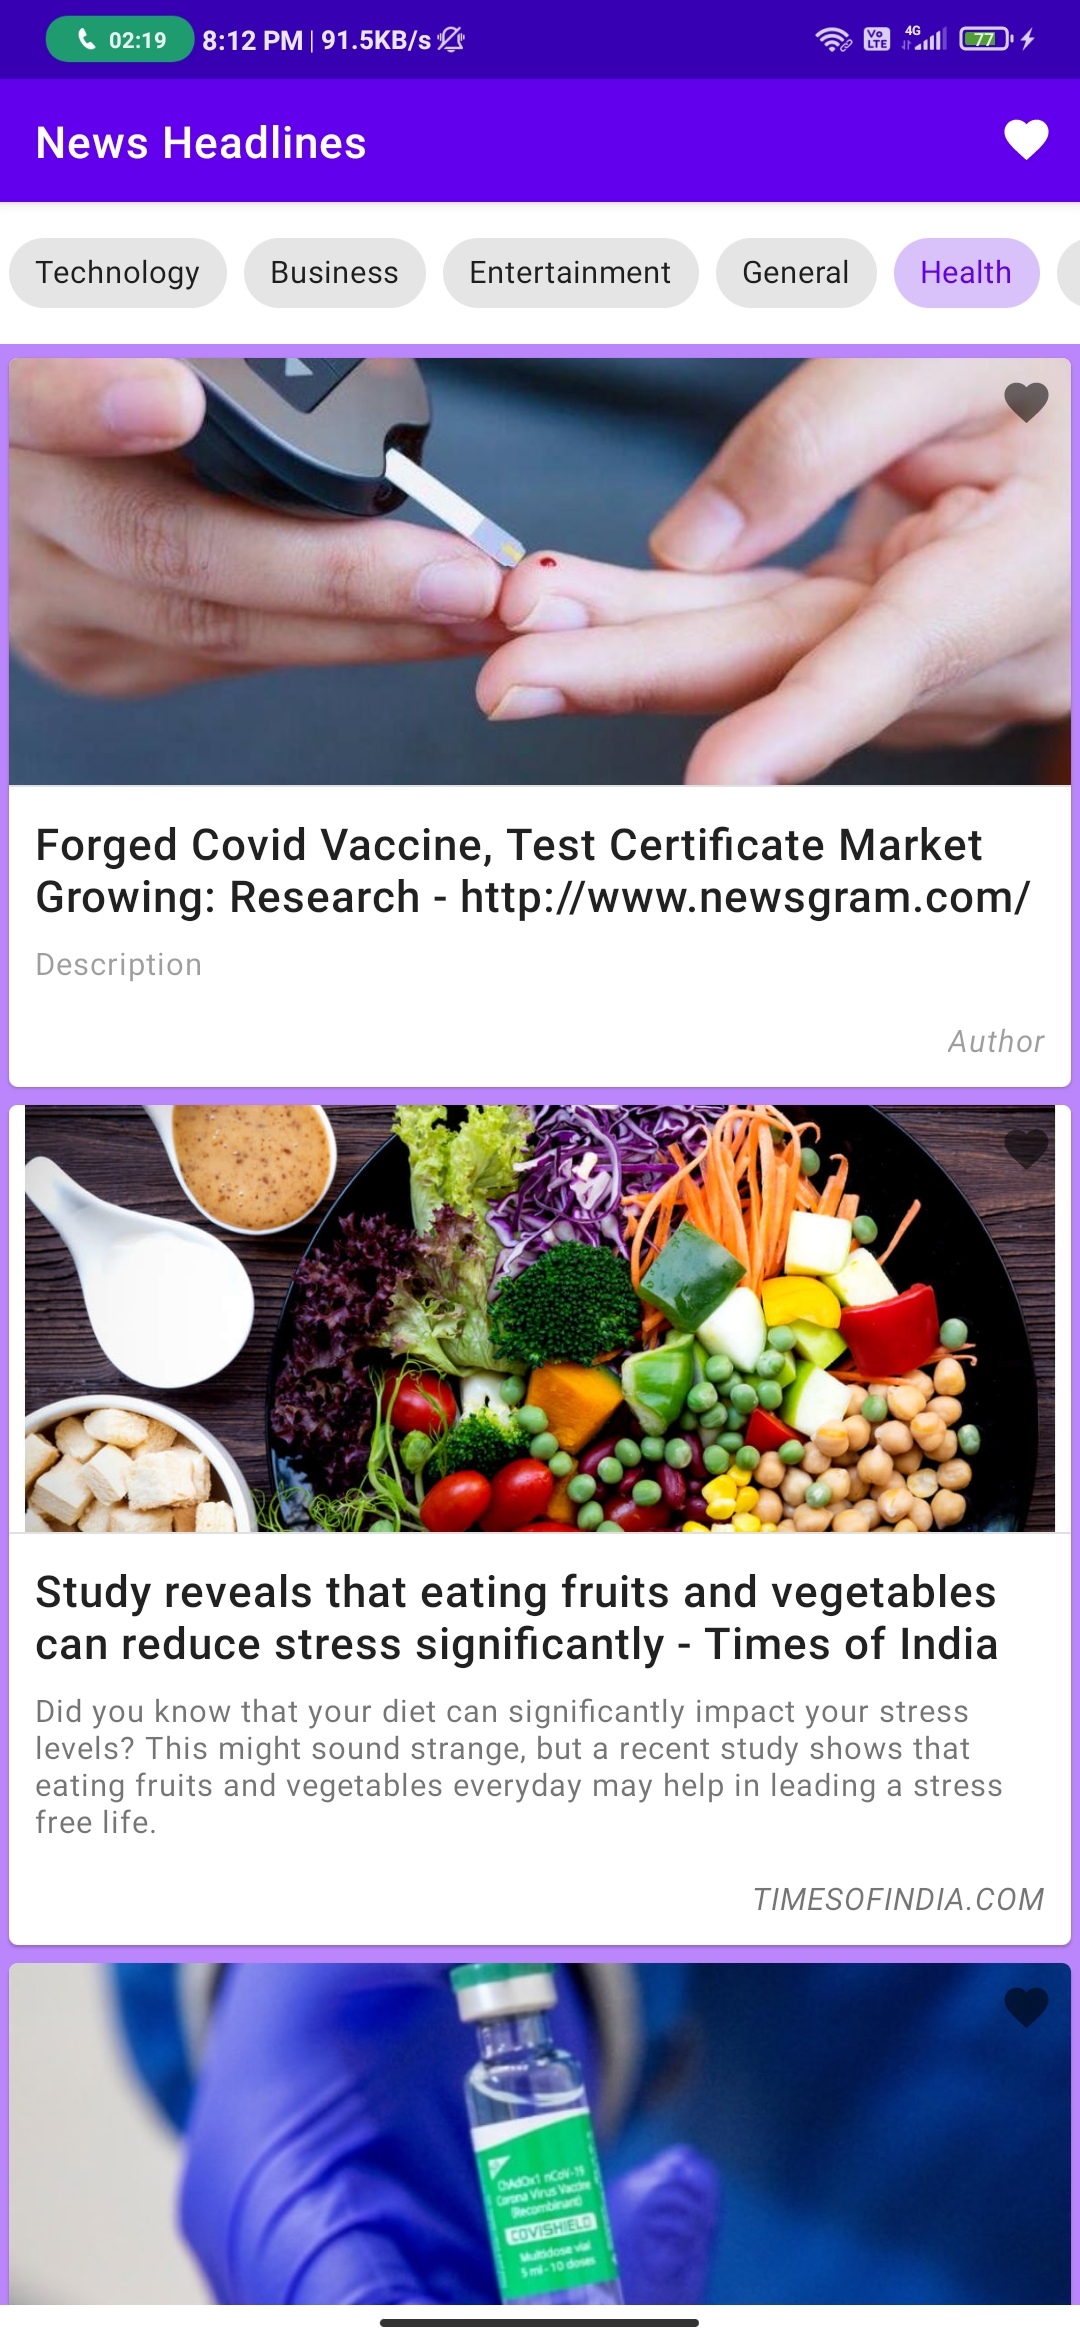 02:19 8:12 PM | 91.5KB/s Vo LTE 4G 77
News Headlines
Technology Business Entertainment General Health
Forged Covid Vaccine, Test Certificate Market
Growing: Research - http://www.newsgram.com/
Description
Author
Study reveals that eating fruits and vegetables
can reduce stress significantly - Times of India
Did you know that your diet can significantly impact your stress
levels? This might sound strange, but a recent study shows that
eating fruits and vegetables everyday may help in leading a stress
free life.
TIMESOFINDIA.COM
ChAdOx1 nCoV-19
Corona Virus Vaccine
(Recombinant)
COVISHIELD
Multidose vial
5 ml - 10 doses